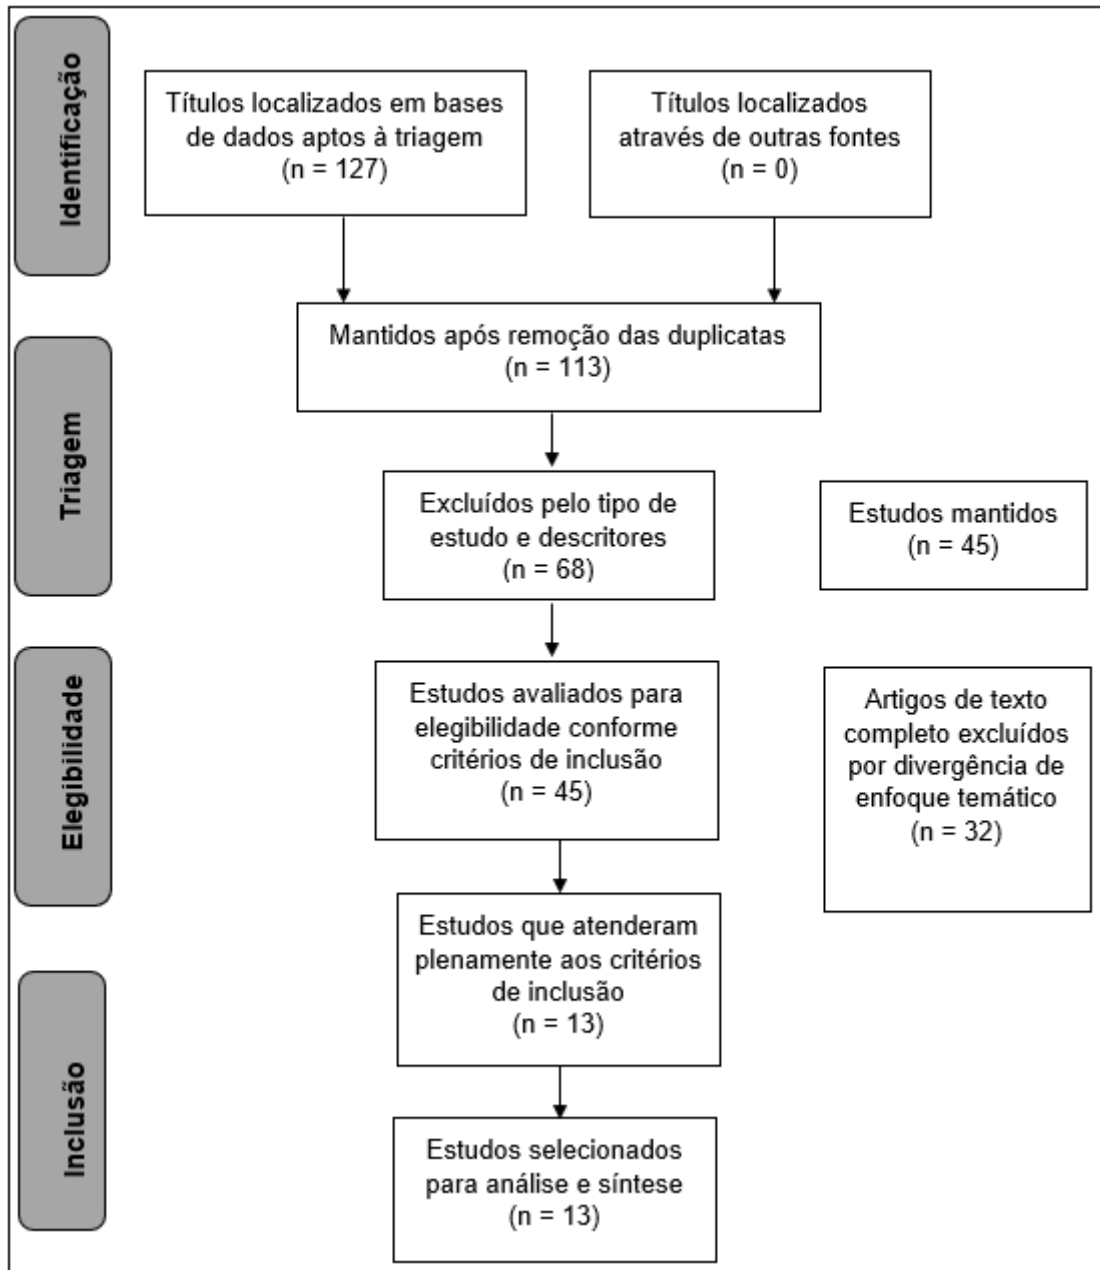 Identificação
Títulos localizados em bases
de dados aptos à triagem
(n = 127)
Títulos localizados
através de outras fontes
(n = 0)
Mantidos após remoção das duplicatas
(n = 113)
Triagem
Excluídos pelo tipo de
estudo e descritores
(n = 68)
Estudos mantidos
(n = 45)
Elegibilidade
Estudos avaliados para
elegibilidade conforme
critérios de inclusão
(n = 45)
Artigos de texto
completo excluídos
por divergência de
enfoque temático
(n = 32)
Estudos que atenderam
plenamente aos critérios
de inclusão
(n = 13)
Inclusão
Estudos selecionados
para análise e síntese
(n = 13)